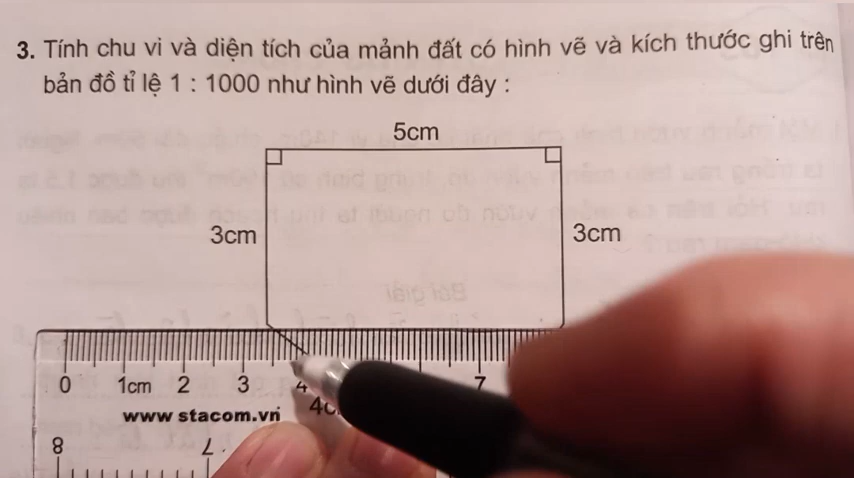 3. Tính chu vi và diện tích của mảnh đất có hình vẽ và kích thước ghi trên
bản đồ tỉ lệ 1 : 1000 như hình vẽ dưới đây :
5cm
3cm
3cm
0 1cm 2 3 4 7
www stacom.vn
8